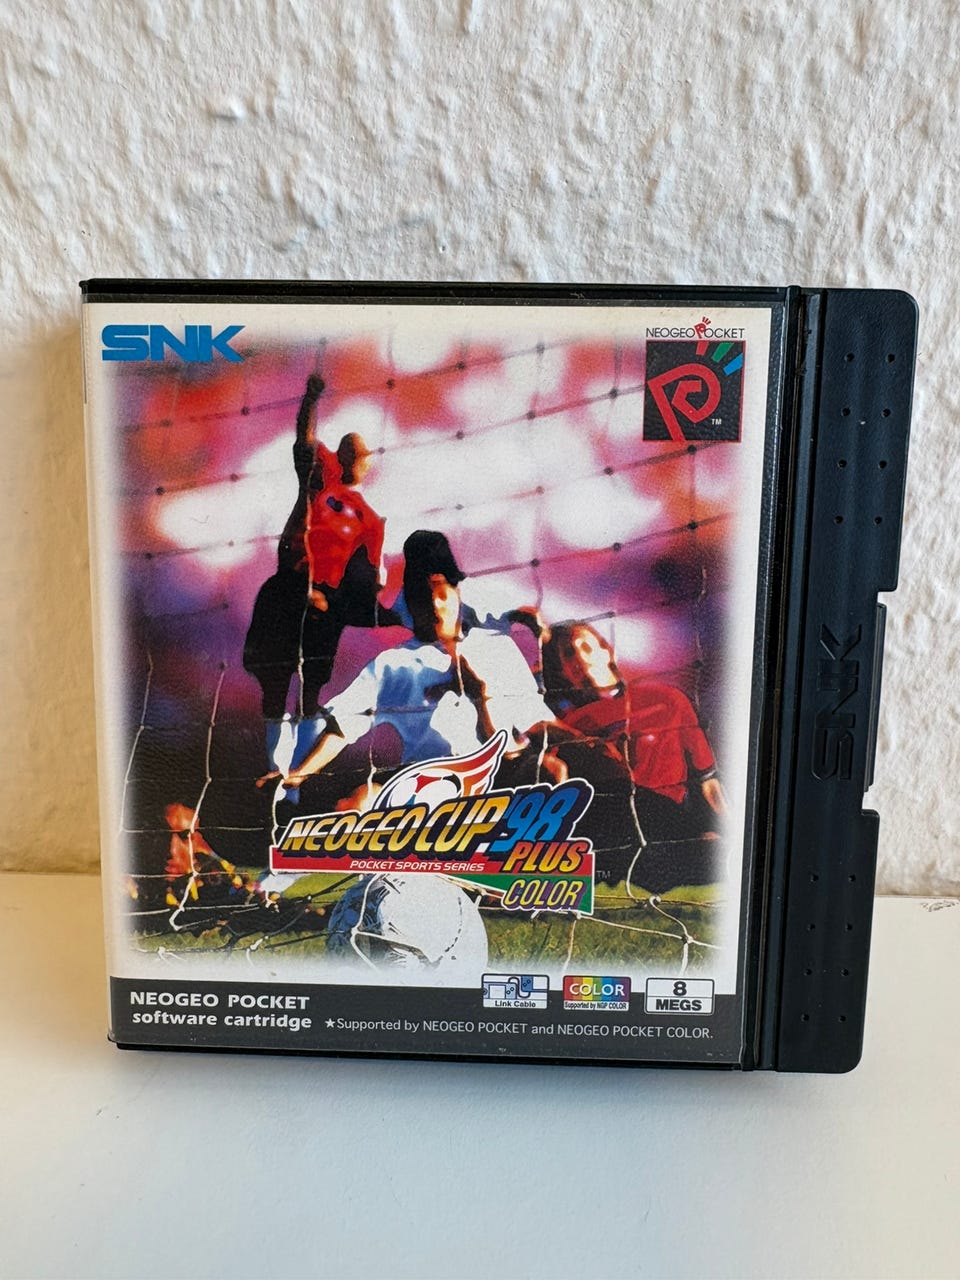 SNK
NEOGEO POCKET
TM
SNK
NEOGEO CUP '98
PLUS
POCKET SPORTS SERIES
TM
COLOR
NEOGEO POCKET
software cartridge
Link Cable
COLOR
Supported by NGP COLOR
8
MEGS
★Supported by NEOGEO POCKET and NEOGEO POCKET COLOR.